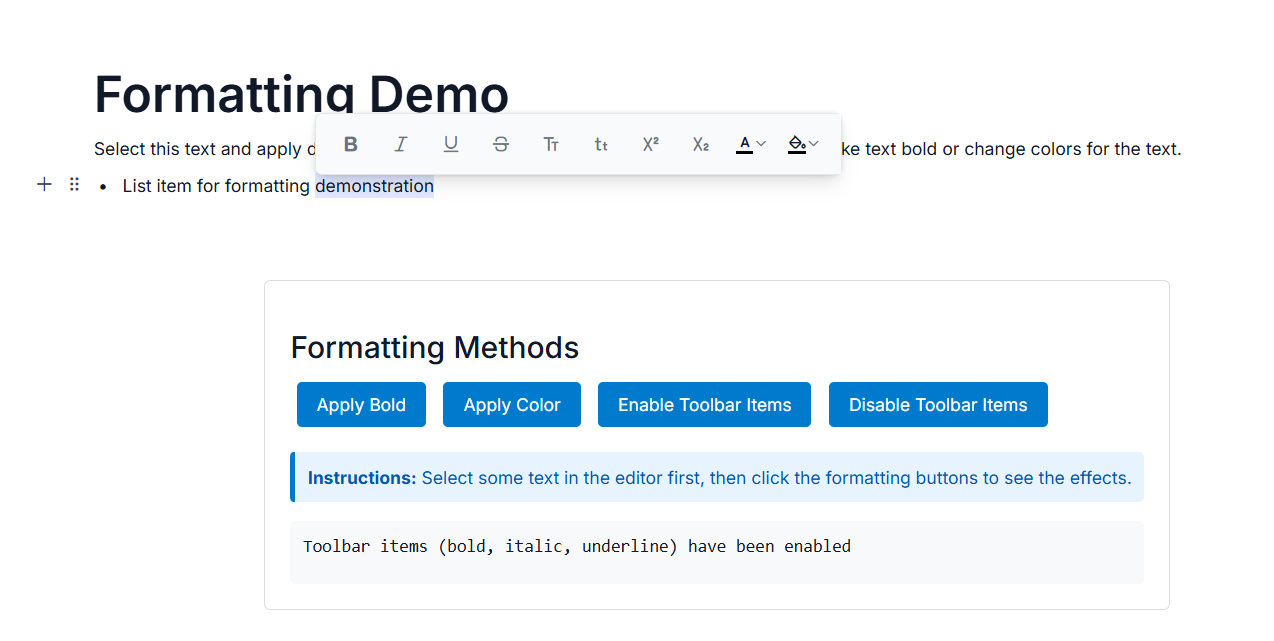 Formatting Demo
Select this text and apply ke text bold or change colors for the text.
B I U S Tт tt X² X₂ A
• List item for formatting demonstration
Formatting Methods
Apply Bold Apply Color Enable Toolbar Items Disable Toolbar Items
Instructions: Select some text in the editor first, then click the formatting buttons to see the effects.
Toolbar items (bold, italic, underline) have been enabled